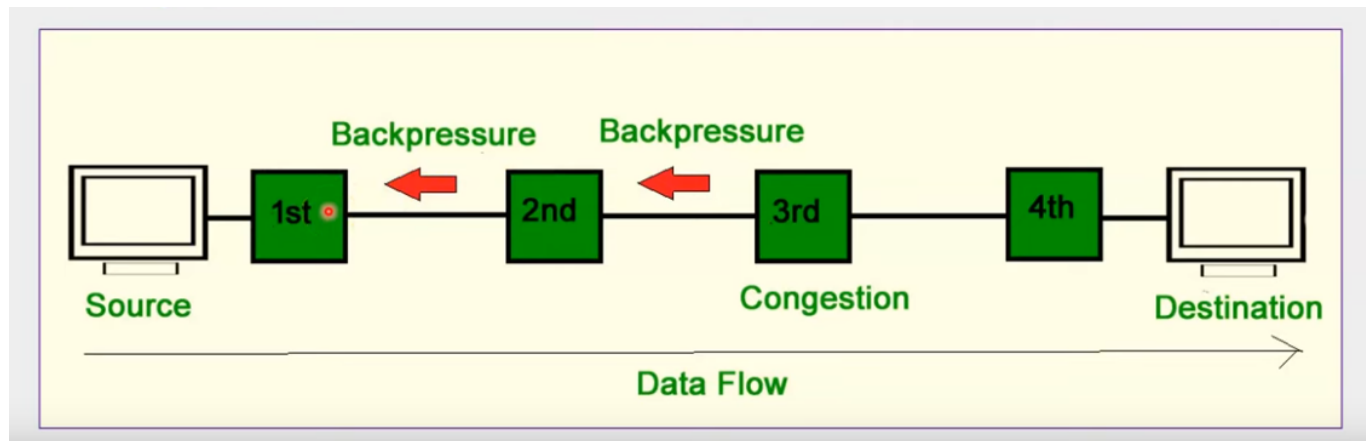 Backpressure Backpressure
1st 2nd 3rd 4th
Source Congestion Destination
Data Flow